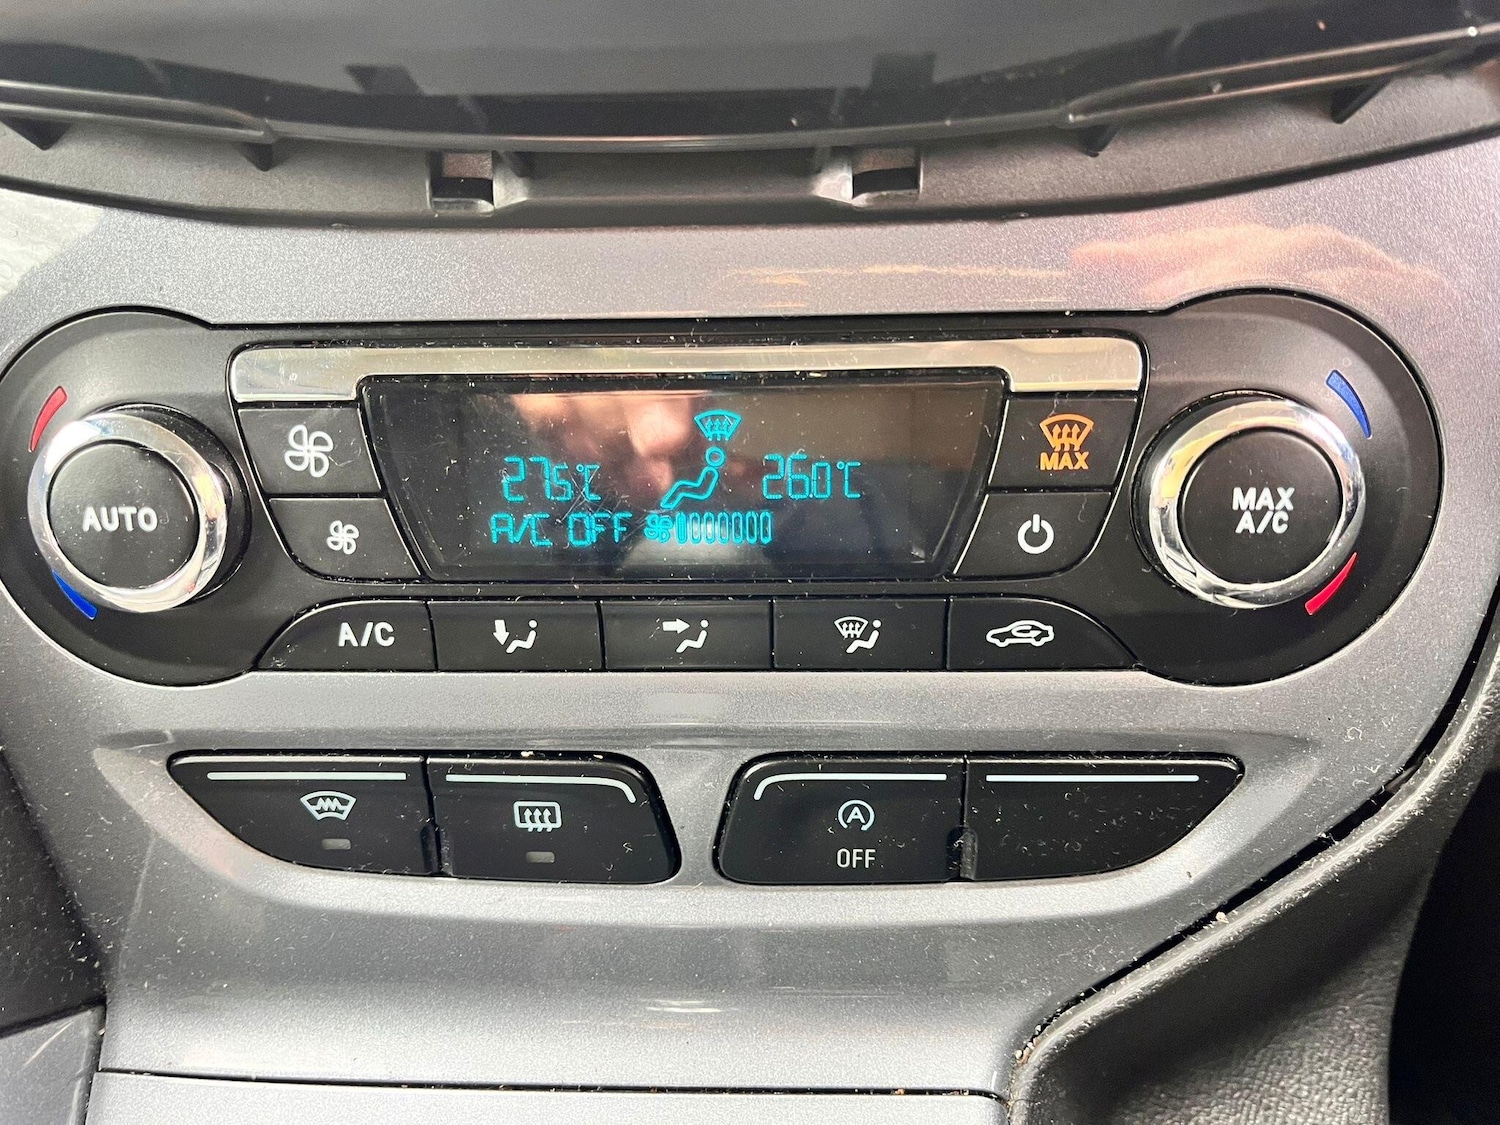 27.5°C 26.0°C
A/C OFF
MAX
AUTO
MAX
A/C
A/C
A
OFF